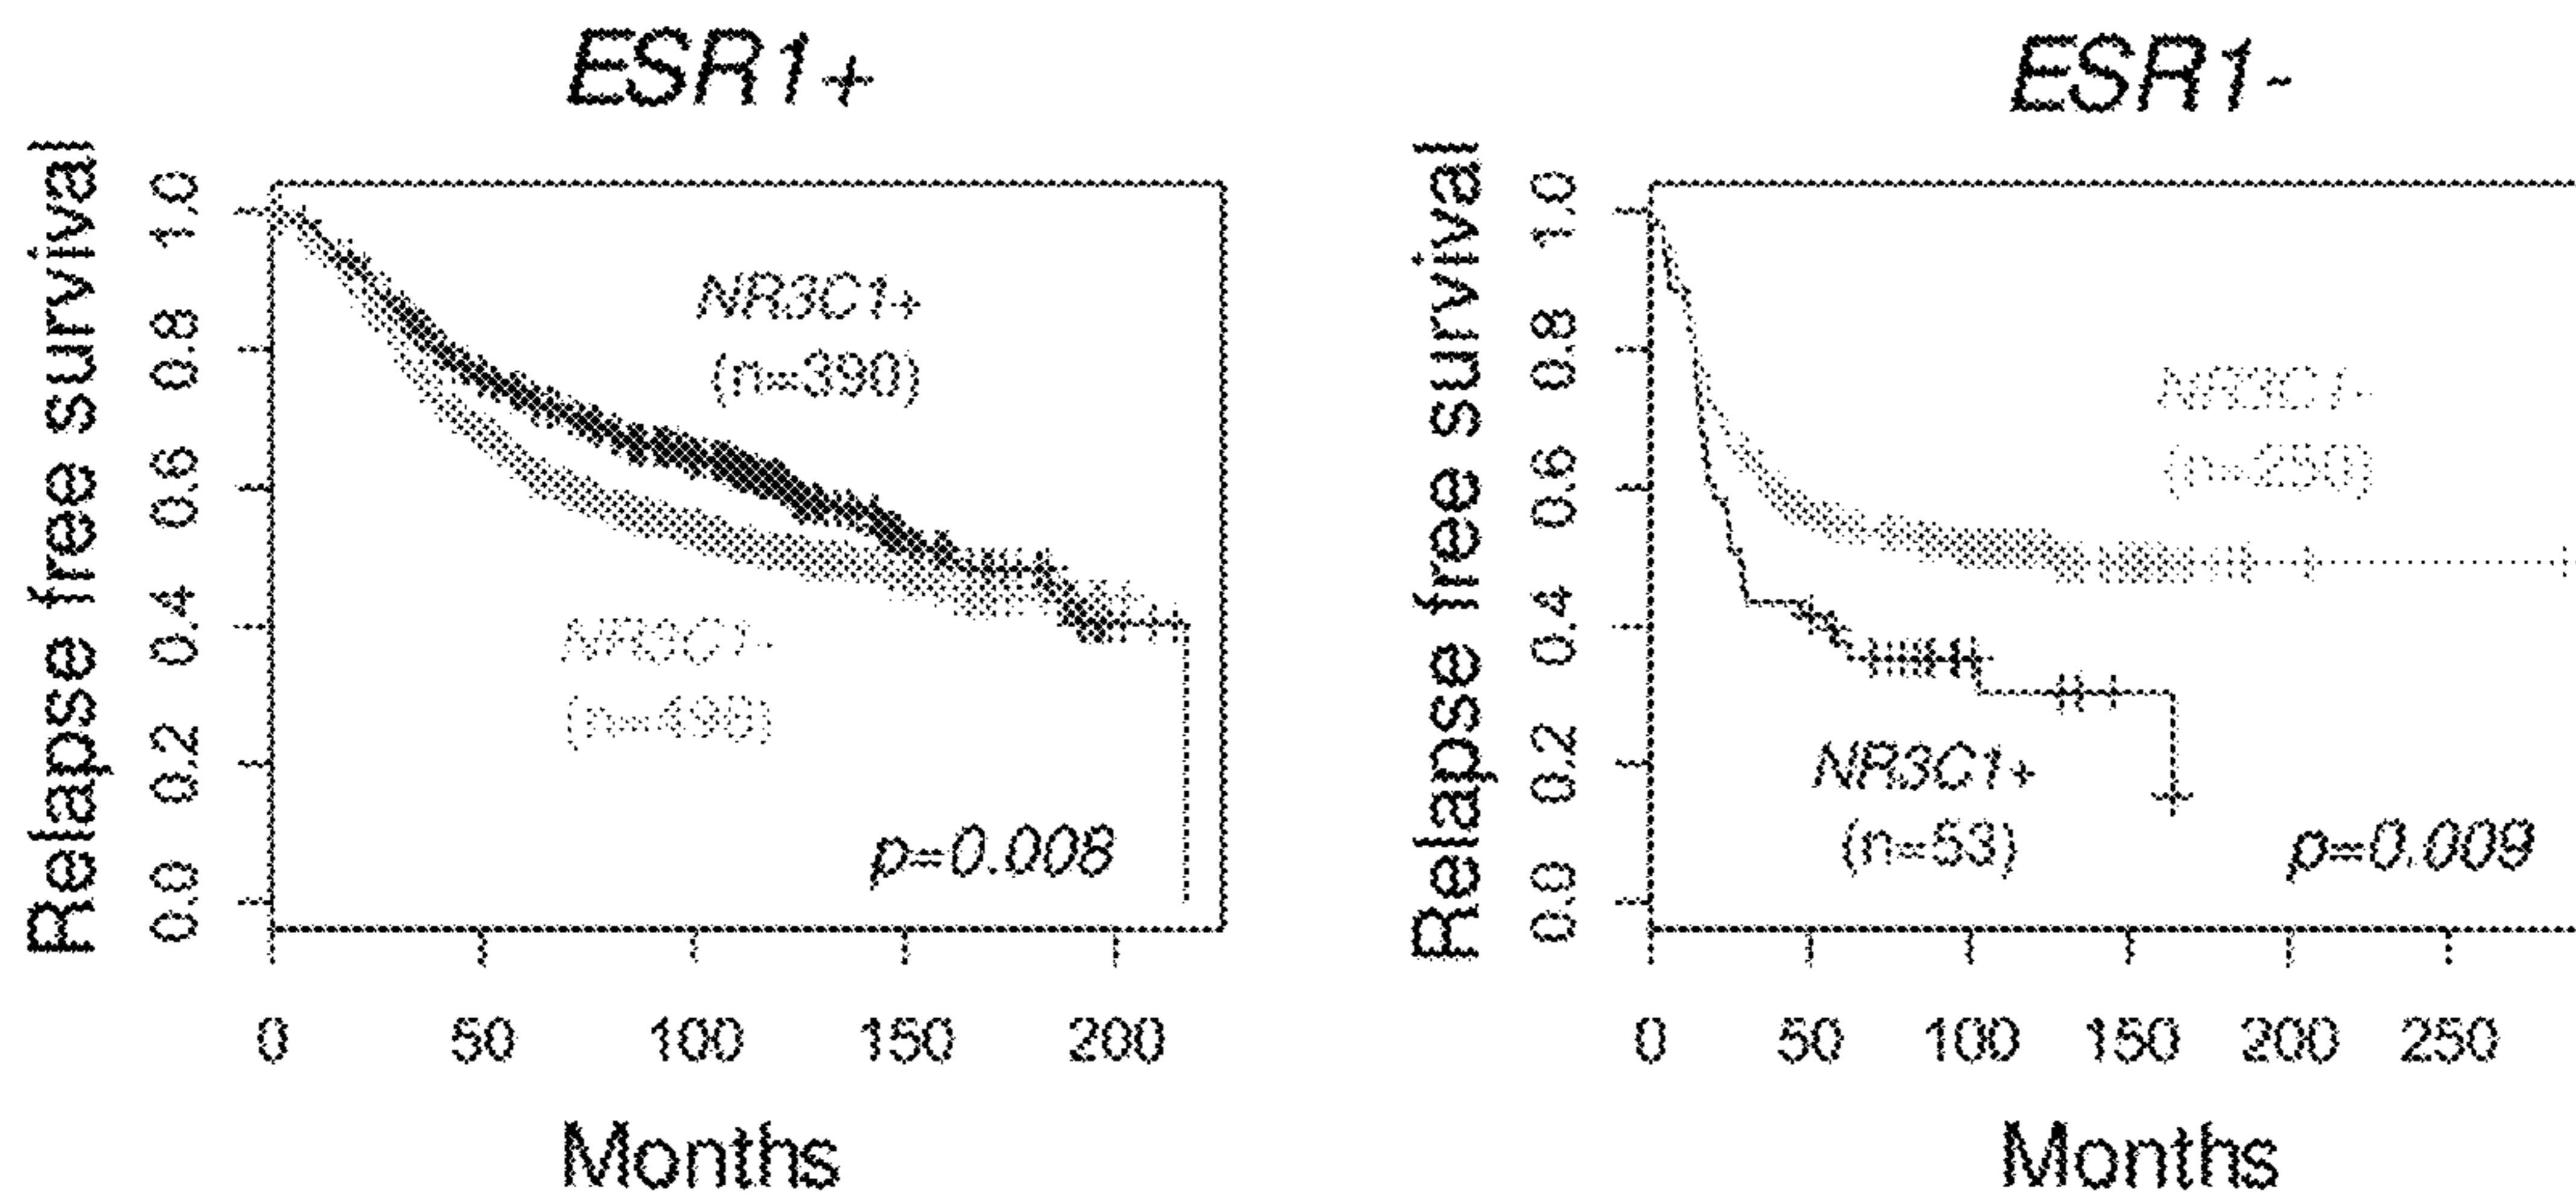 ESR1+
Relapse free survival
1.0
0.8
0.6
0.4
0.2
0.0
NR3C1+
(n=390)
NR3C1-
p=0.008
0 50 100 150 200
Months
ESR1-
Relapse free survival
1.0
0.8
0.6
0.4
0.2
0.0
NR3C1-
(n=250)
NR3C1+
(n=53)
p=0.009
0 50 100 150 200 250
Months